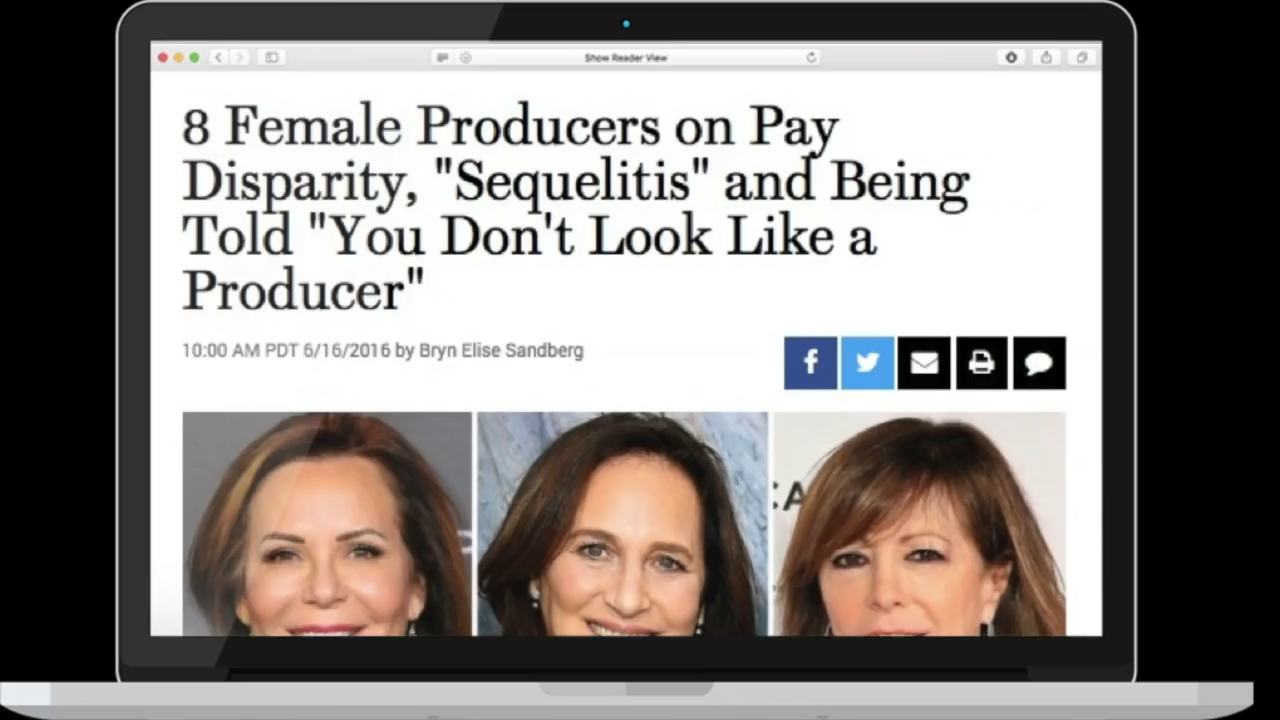 Show Reader View
8 Female Producers on Pay
Disparity, "Sequelitis" and Being
Told "You Don't Look Like a
Producer"
10:00 AM PDT 6/16/2016 by Bryn Elise Sandberg
f
CA